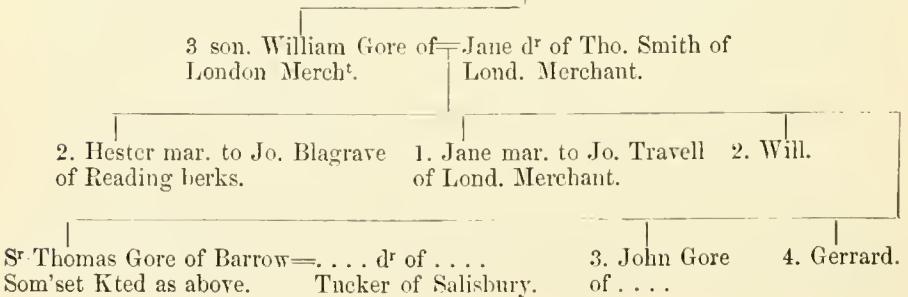 3 son. William Gore of=Jane dʳ of Tho. Smith of
London Merchᵗ. Lond. Merchant.
2. Hester mar. to Jo. Blagrave 1. Jane mar. to Jo. Travell 2. Will.
of Reading berks. of Lond. Merchant.
Sʳ Thomas Gore of Barrow=. . . . dʳ of . . . . 3. John Gore 4. Gerrard.
Som'set Kted as above. Tucker of Salisbury. of . . . .